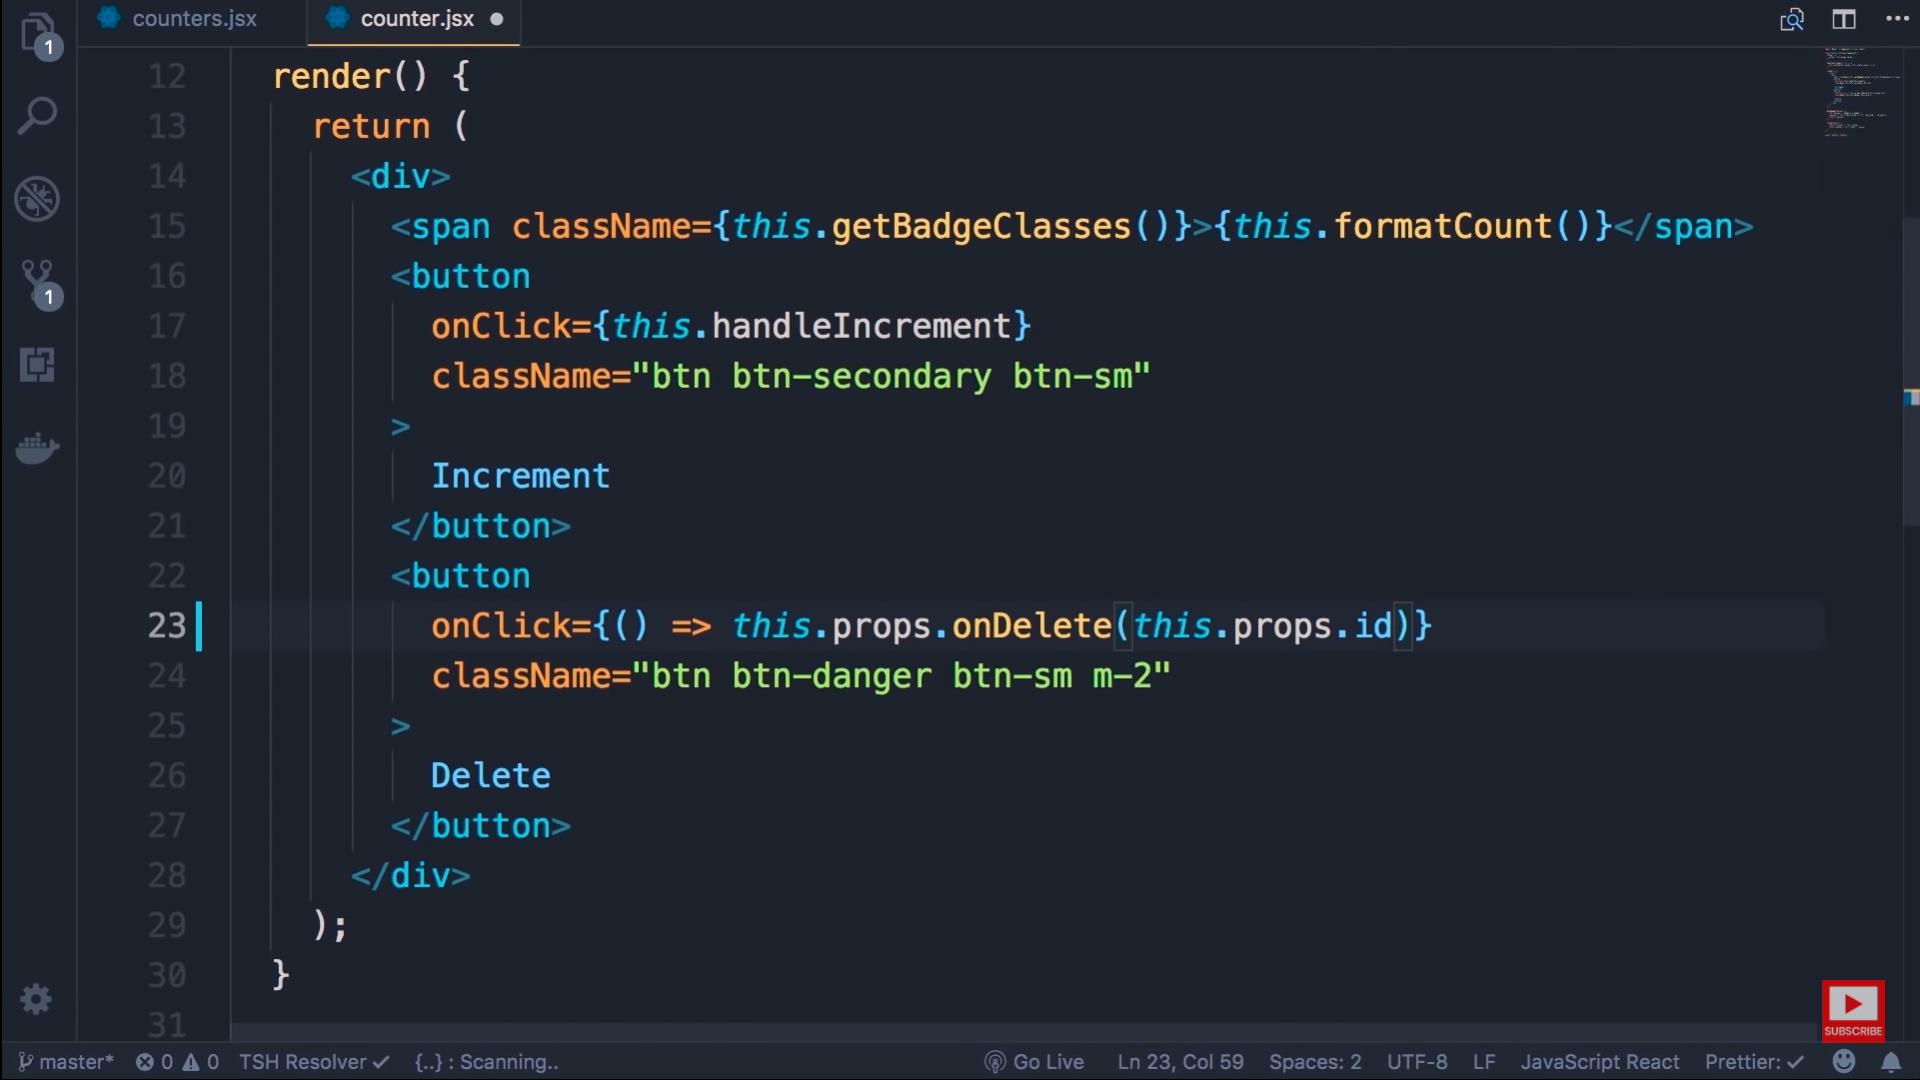 counters.jsx
counter.jsx
1
1
12 render() {
13 return (
14 <div>
15 <span className={this.getBadgeClasses()}>{this.formatCount()}</span>
16 <button
17 onClick={this.handleIncrement}
18 className="btn btn-secondary btn-sm"
19 >
20 Increment
21 </button>
22 <button
23 onClick={() => this.props.onDelete(this.props.id)}
24 className="btn btn-danger btn-sm m-2"
25 >
26 Delete
27 </button>
28 </div>
29 );
30 }
31
SUBSCRIBE
master* 0 0 TSH Resolver ✓ {..} : Scanning.. Go Live Ln 23, Col 59 Spaces: 2 UTF-8 LF JavaScript React Prettier: ✓